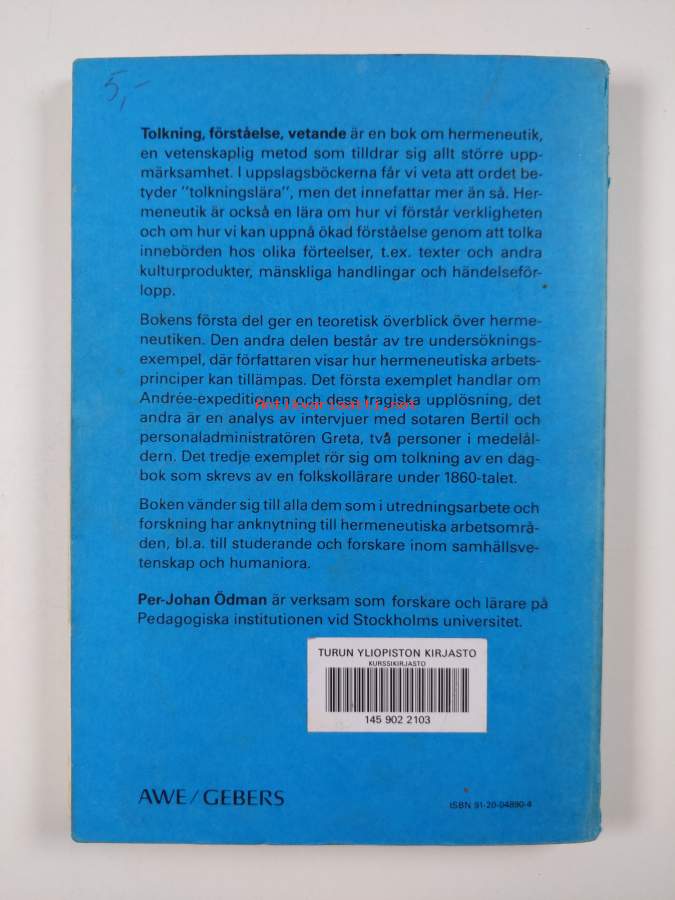 5,-
Tolkning, förståelse, vetande är en bok om hermeneutik,
en vetenskaplig metod som tilldrar sig allt större upp-
märksamhet. I uppslagsböckerna får vi veta att ordet be-
tyder "tolkningslära", men det innefattar mer än så. Her-
meneutik är också en lära om hur vi förstår verkligheten
och om hur vi kan uppnå ökad förståelse genom att tolka
innebörden hos olika förteelser, t.ex. texter och andra
kulturprodukter, mänskliga handlingar och händelseför-
lopp.
Bokens första del ger en teoretisk överblick över herme-
neutiken. Den andra delen består av tre undersöknings-
exempel, där författaren visar hur hermeneutiska arbets-
principer kan tillämpas. Det första exemplet handlar om
Andrée-expeditionen och dess tragiska upplösning, det
Antikvariaatti.net
andra är en analys av intervjuer med sotaren Bertil och
personaladministratören Greta, två personer i medelål-
dern. Det tredje exemplet rör sig om tolkning av en dag-
bok som skrevs av en folkskollärare under 1860-talet.
Boken vänder sig till alla dem som i utredningsarbete och
forskning har anknytning till hermeneutiska arbetsområ-
den, bl.a. till studerande och forskare inom samhällsve-
tenskap och humaniora.
Per-Johan Ödman är verksam som forskare och lärare på
Pedagogiska institutionen vid Stockholms universitet.
TURUN YLIOPISTON KIRJASTO
KURSSIKIRJASTO
145 902 2103
AWE/GEBERS
ISBN 91-20-04890-4